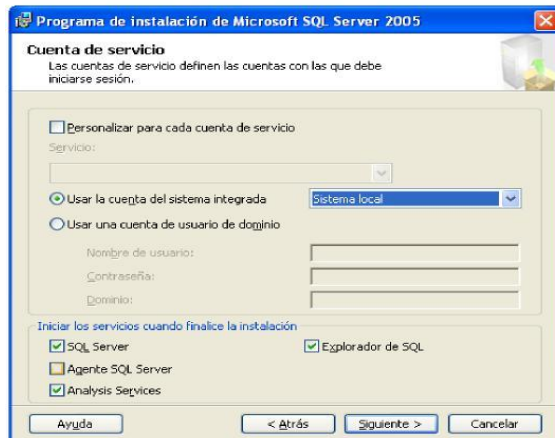 Programa de instalación de Microsoft SQL Server 2005
Cuenta de servicio
Las cuentas de servicio definen las cuentas con las que debe
iniciarse sesión.
Personalizar para cada cuenta de servicio
Servicio:
Usar la cuenta del sistema integrada
Sistema local
Usar una cuenta de usuario de dominio
Nombre de usuario:
Contraseña:
Dominio:
Iniciar los servicios cuando finalice la instalación
SQL Server
Explorador de SQL
Agente SQL Server
Analysis Services
Ayuda
< Atrás
Siguiente >
Cancelar